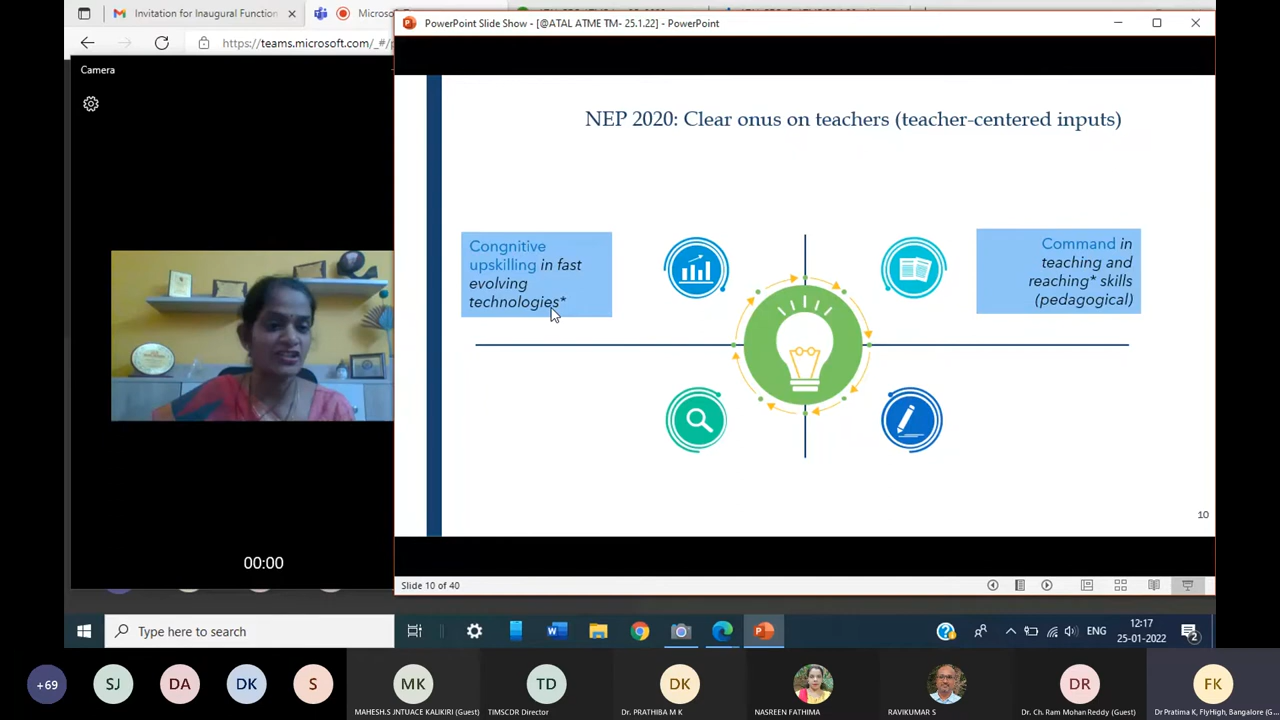 Invitation for Inaugural Function
Microso
PowerPoint Slide Show - [@ATAL ATME TM- 25.1.22] - PowerPoint
https://teams.microsoft.com/_#/p
Camera
NEP 2020: Clear onus on teachers (teacher-centered inputs)
Congnitive
upskilling in fast
evolving
technologies*
Command in
teaching and
reaching* skills
(pedagogical)
10
00:00
Slide 10 of 40
Type here to search
ENG
12:17
25-01-2022
2
+69
SJ
DA
DK
S
MK
TD
DK
DR
FK
MAHESH.S JNTUACE KALIKIRI (Guest)
TIMSCDR Director
Dr. PRATHIBA M K
NASREEN FATHIMA
RAVIKUMAR S
Dr. Ch. Ram Mohan Reddy (Guest)
Dr Pratima K, FlyHigh, Bangalore (G...